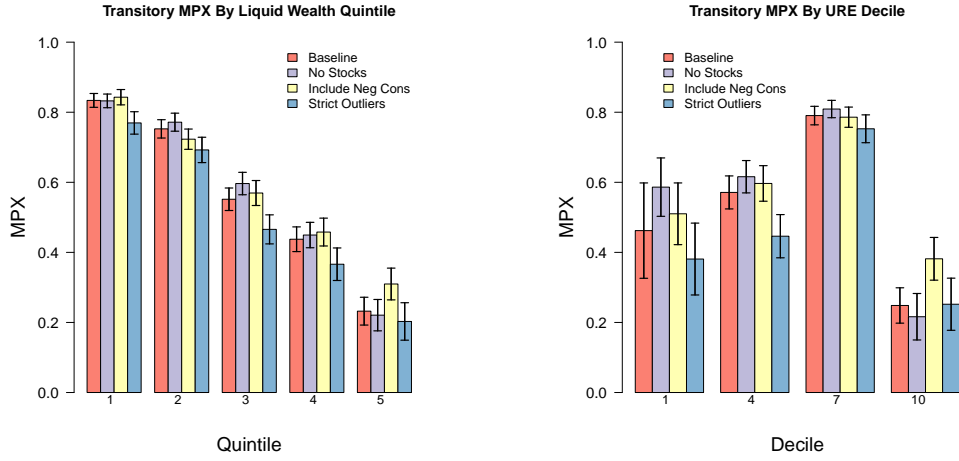 Transitory MPX By Liquid Wealth Quintile
1.0
0.8
0.6
0.4
0.2
0.0
MPX
Baseline
No Stocks
Include Neg Cons
Strict Outliers
1 2 3 4 5
Quintile
Transitory MPX By URE Decile
1.0
0.8
0.6
0.4
0.2
0.0
MPX
Baseline
No Stocks
Include Neg Cons
Strict Outliers
1 4 7 10
Decile